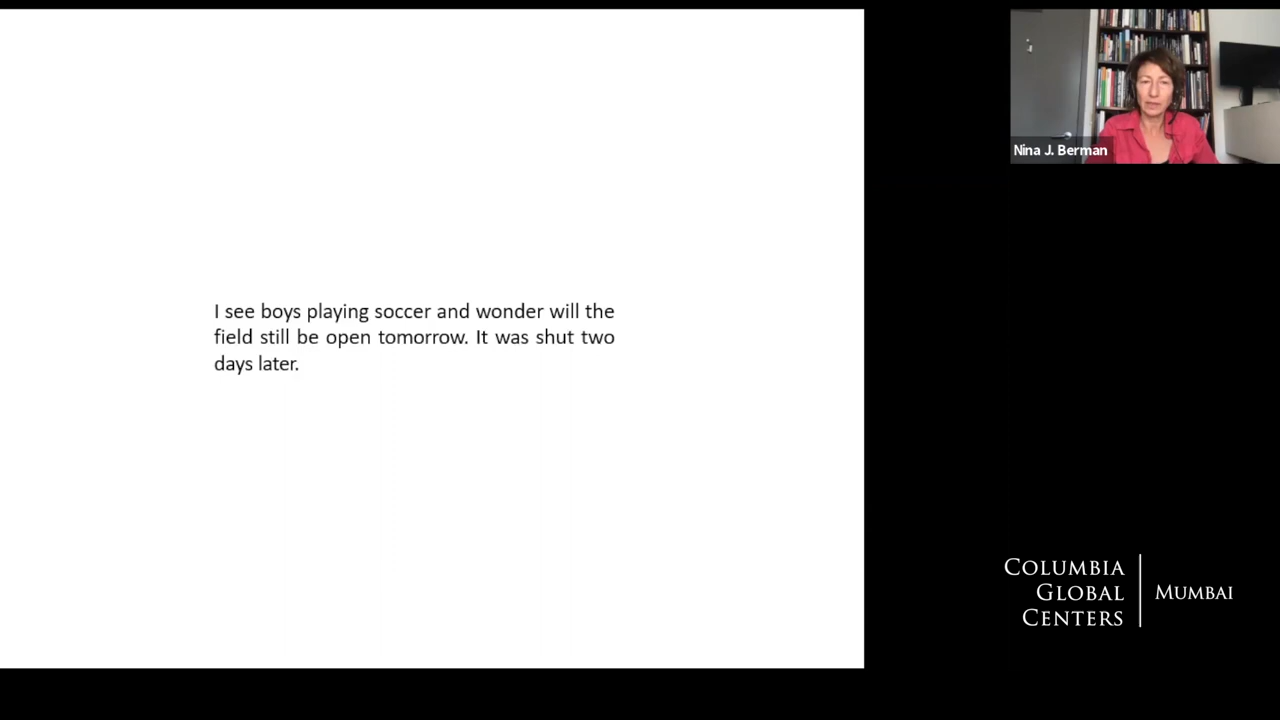 I see boys playing soccer and wonder will the
field still be open tomorrow. It was shut two
days later.
Nina J. Berman
COLUMBIA
GLOBAL
CENTERS
MUMBAI